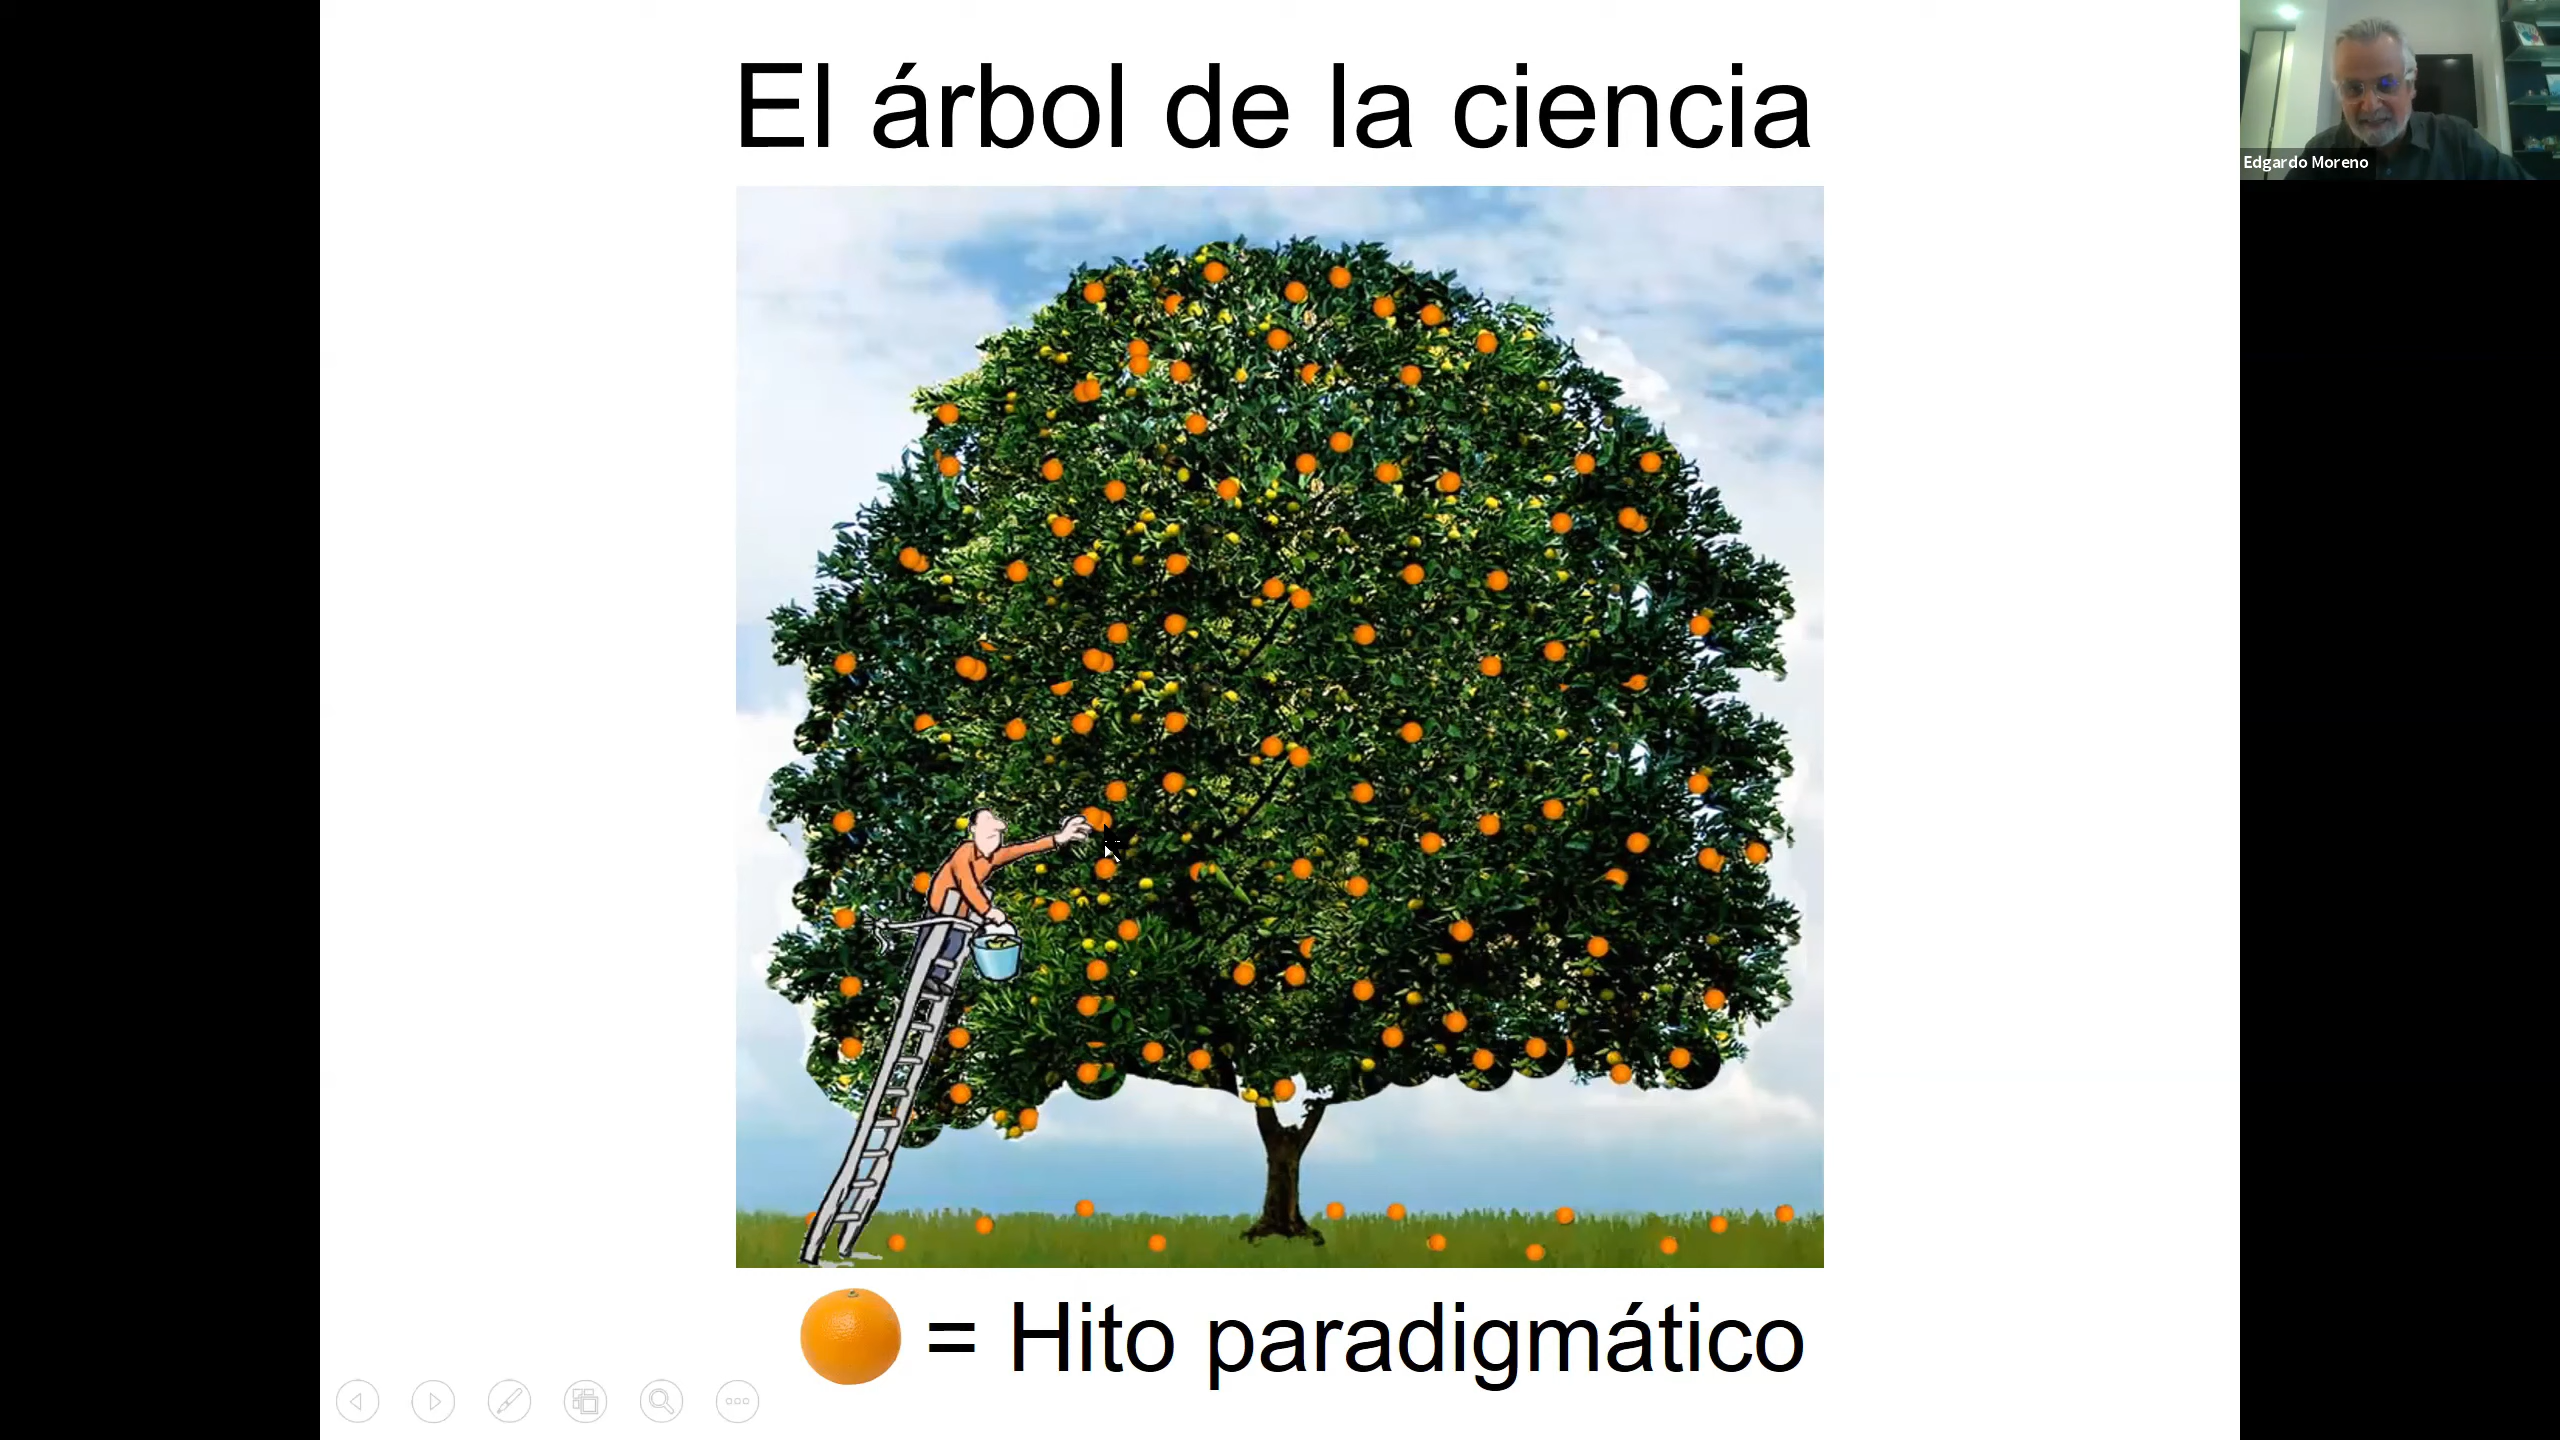 El árbol de la ciencia
Edgardo Moreno
= Hito paradigmático